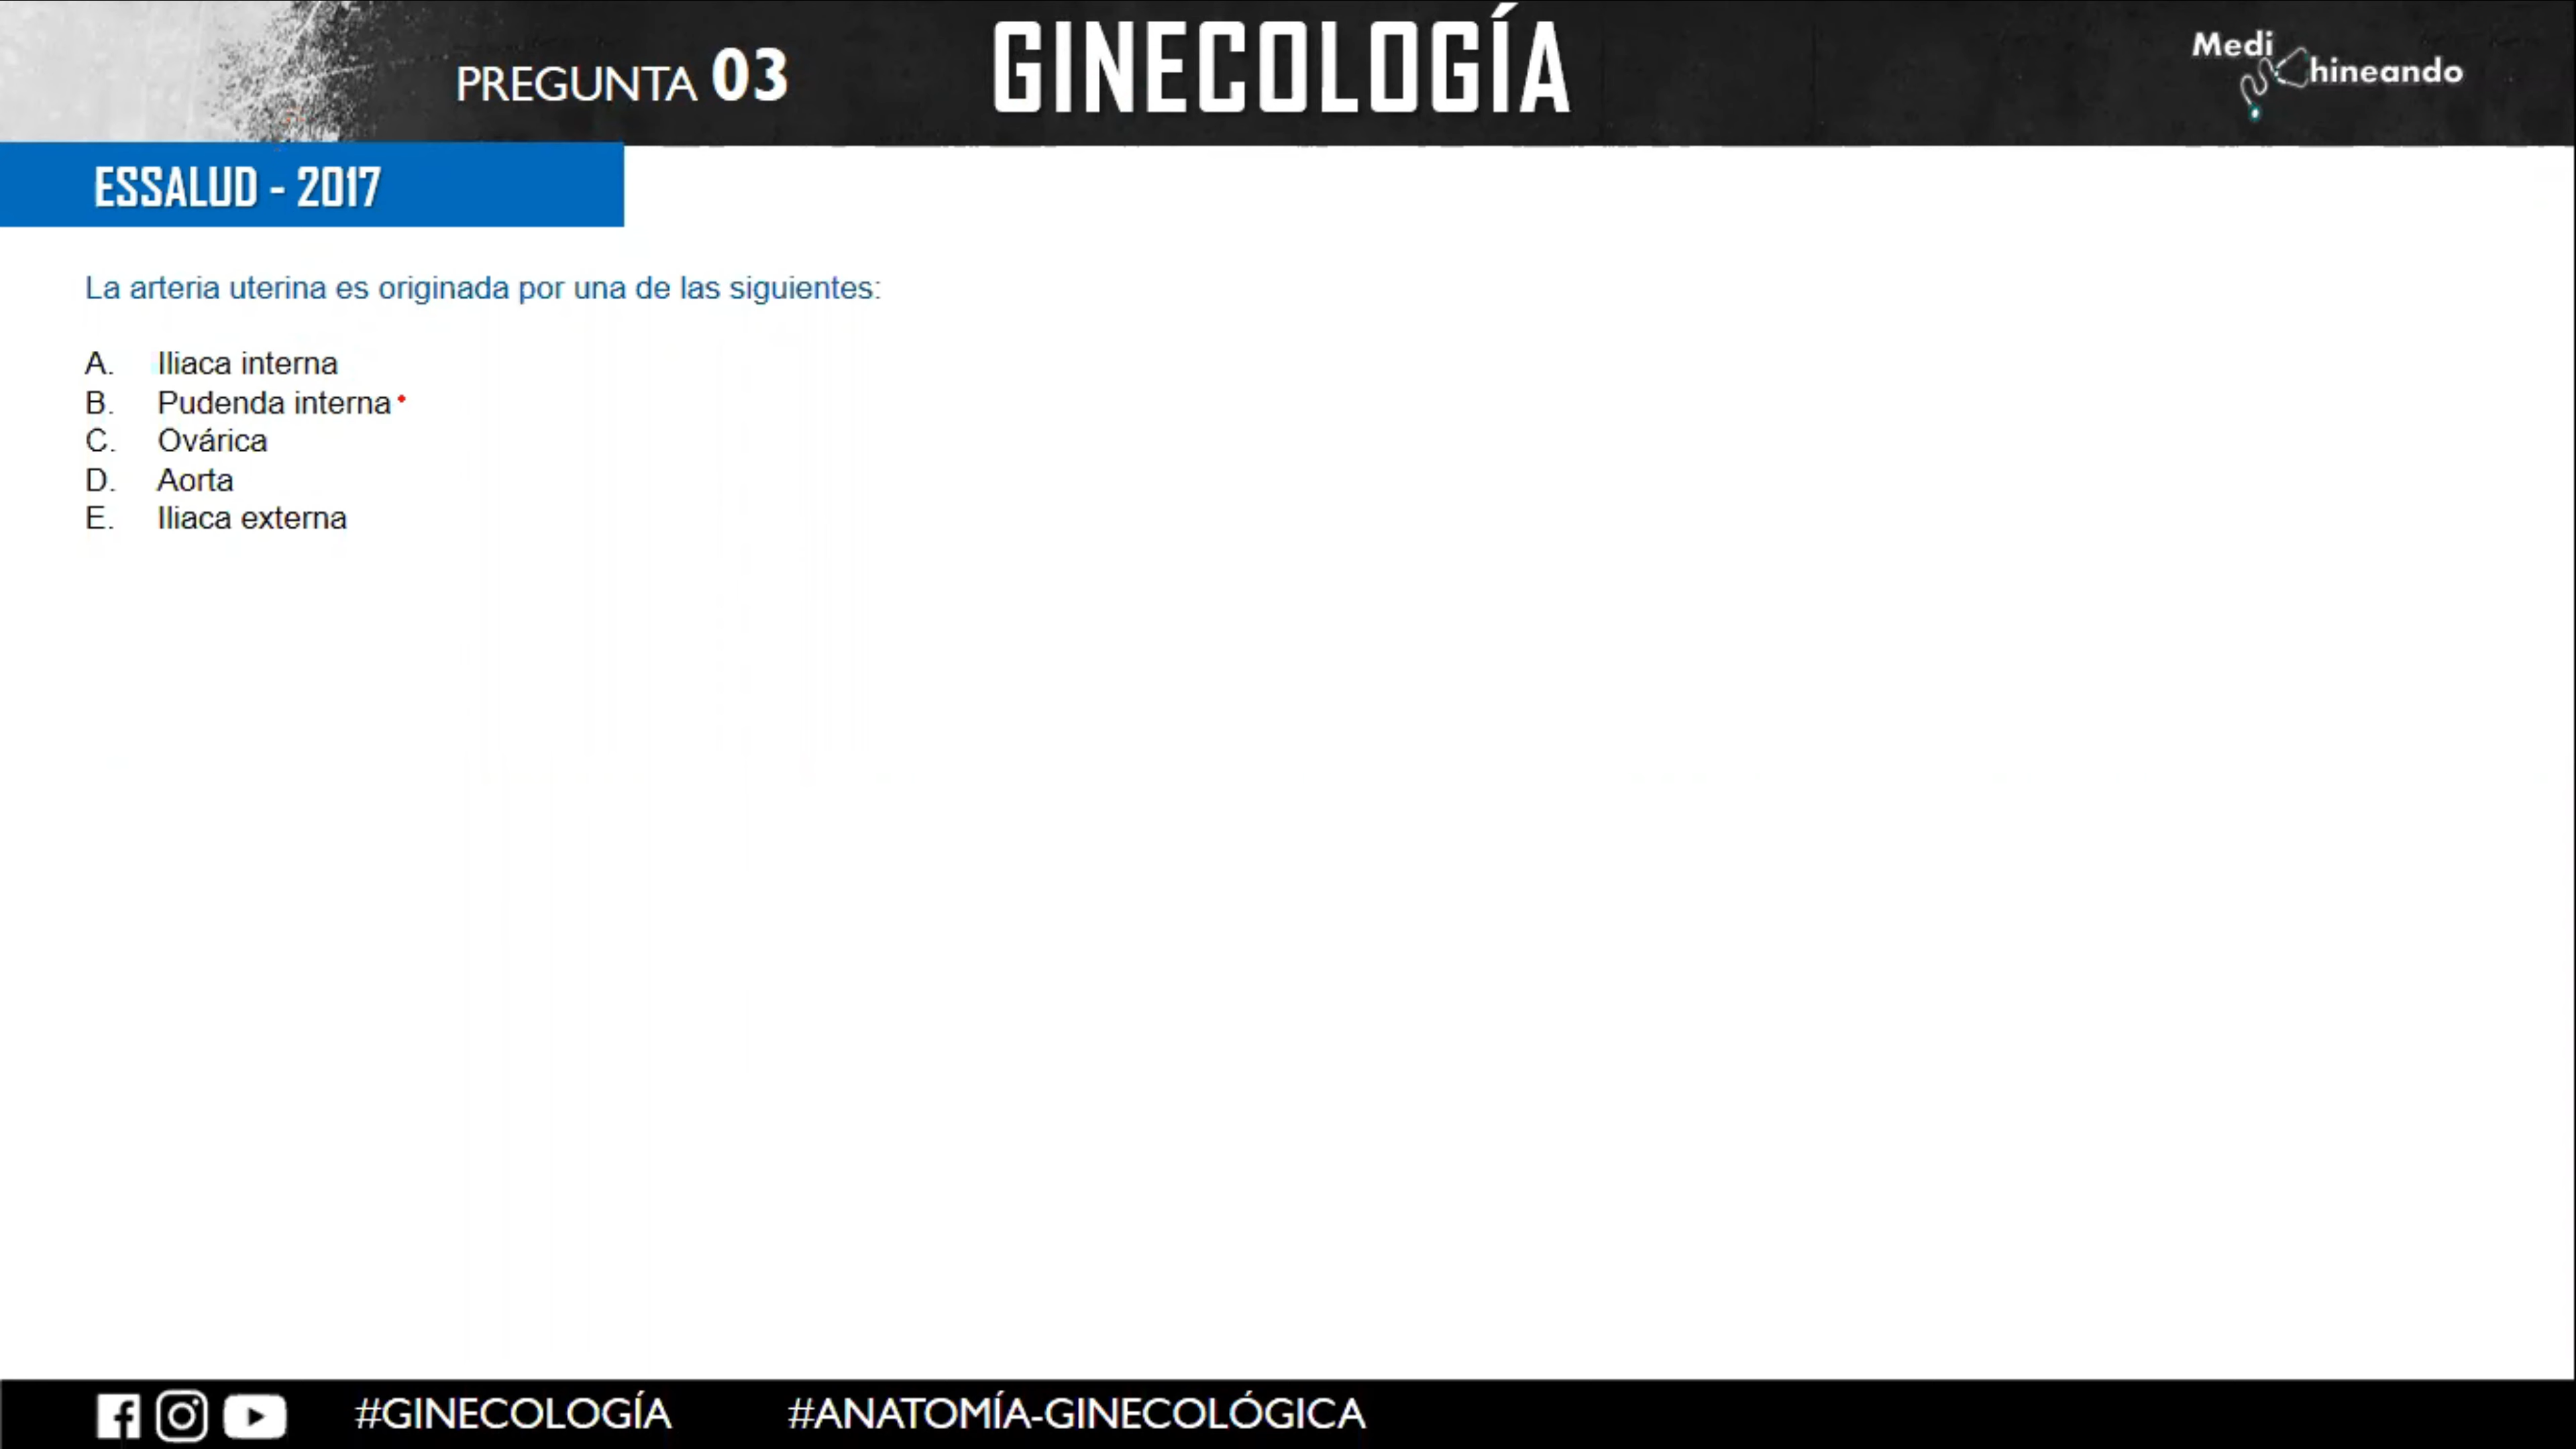 PREGUNTA 03
GINECOLOGÍA
Medi
hineando
ESSALUD - 2017
La arteria uterina es originada por una de las siguientes:
A. Iliaca interna
B. Pudenda interna
C. Ovárica
D. Aorta
E. Iliaca externa
#GINECOLOGÍA #ANATOMÍA-GINECOLÓGICA